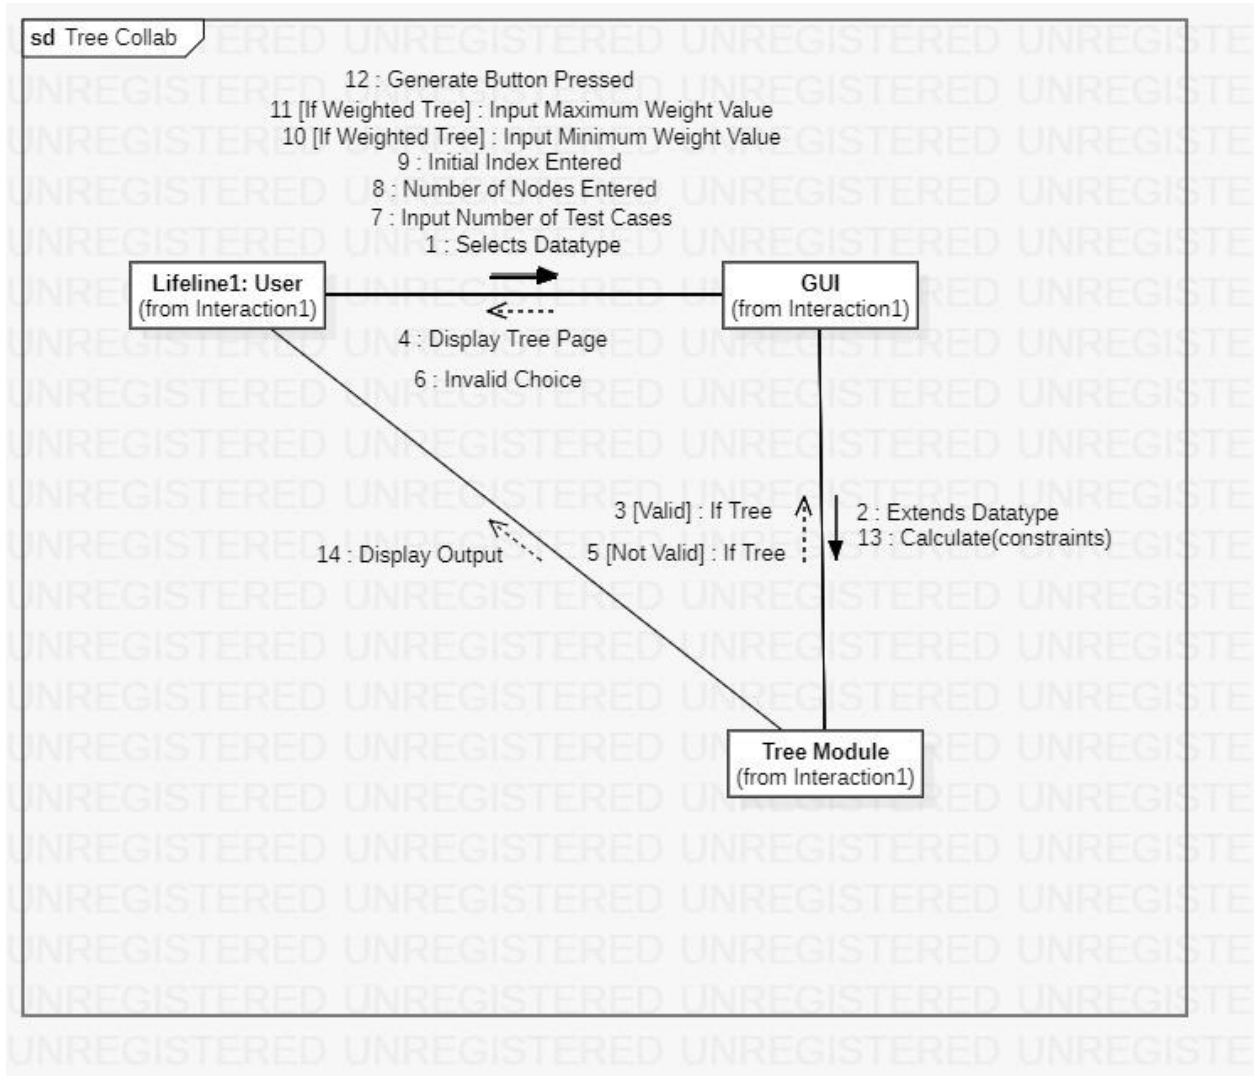 sd Tree Collab
12 : Generate Button Pressed
11 [If Weighted Tree] : Input Maximum Weight Value
10 [If Weighted Tree] : Input Minimum Weight Value
9 : Initial Index Entered
8 : Number of Nodes Entered
7 : Input Number of Test Cases
1 : Selects Datatype
Lifeline1: User
(from Interaction1)
GUI
(from Interaction1)
4 : Display Tree Page
6 : Invalid Choice
3 [Valid] : If Tree
5 [Not Valid] : If Tree
2 : Extends Datatype
13 : Calculate(constraints)
14 : Display Output
Tree Module
(from Interaction1)
UNREGISTERED UNREGISTERED UNREGISTERED UNREGISTE